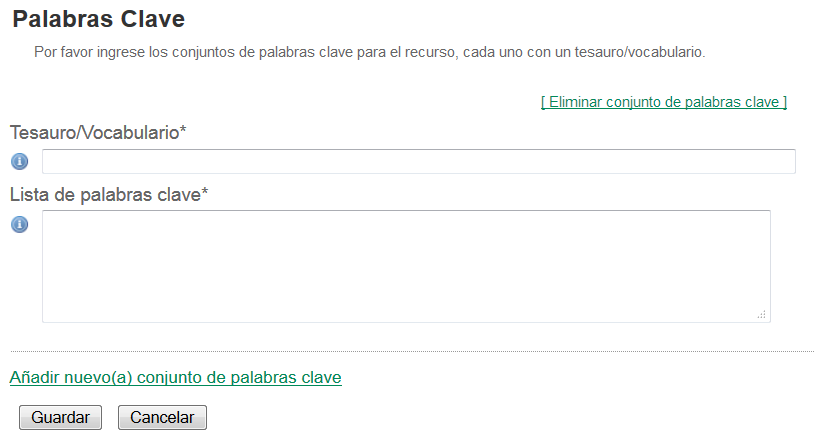 Palabras Clave
Por favor ingrese los conjuntos de palabras clave para el recurso, cada uno con un tesauro/vocabulario.
[ Eliminar conjunto de palabras clave ]
Tesauro/Vocabulario*
Lista de palabras clave*
Añadir nuevo(a) conjunto de palabras clave
Guardar Cancelar